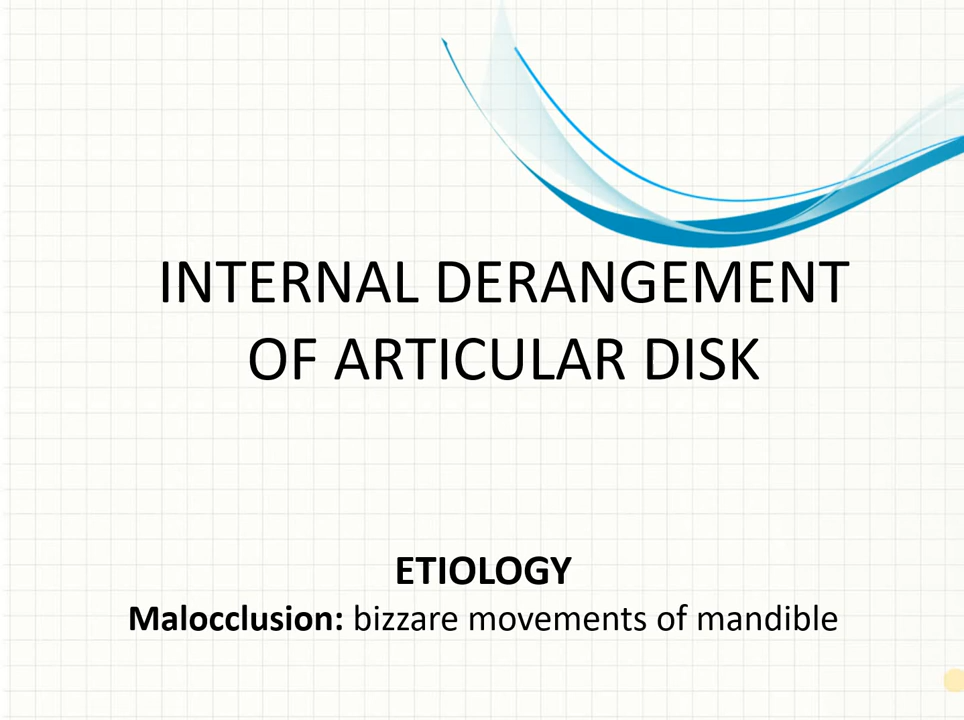 INTERNAL DERANGEMENT
OF ARTICULAR DISK
ETIOLOGY
Malocclusion: bizzare movements of mandible